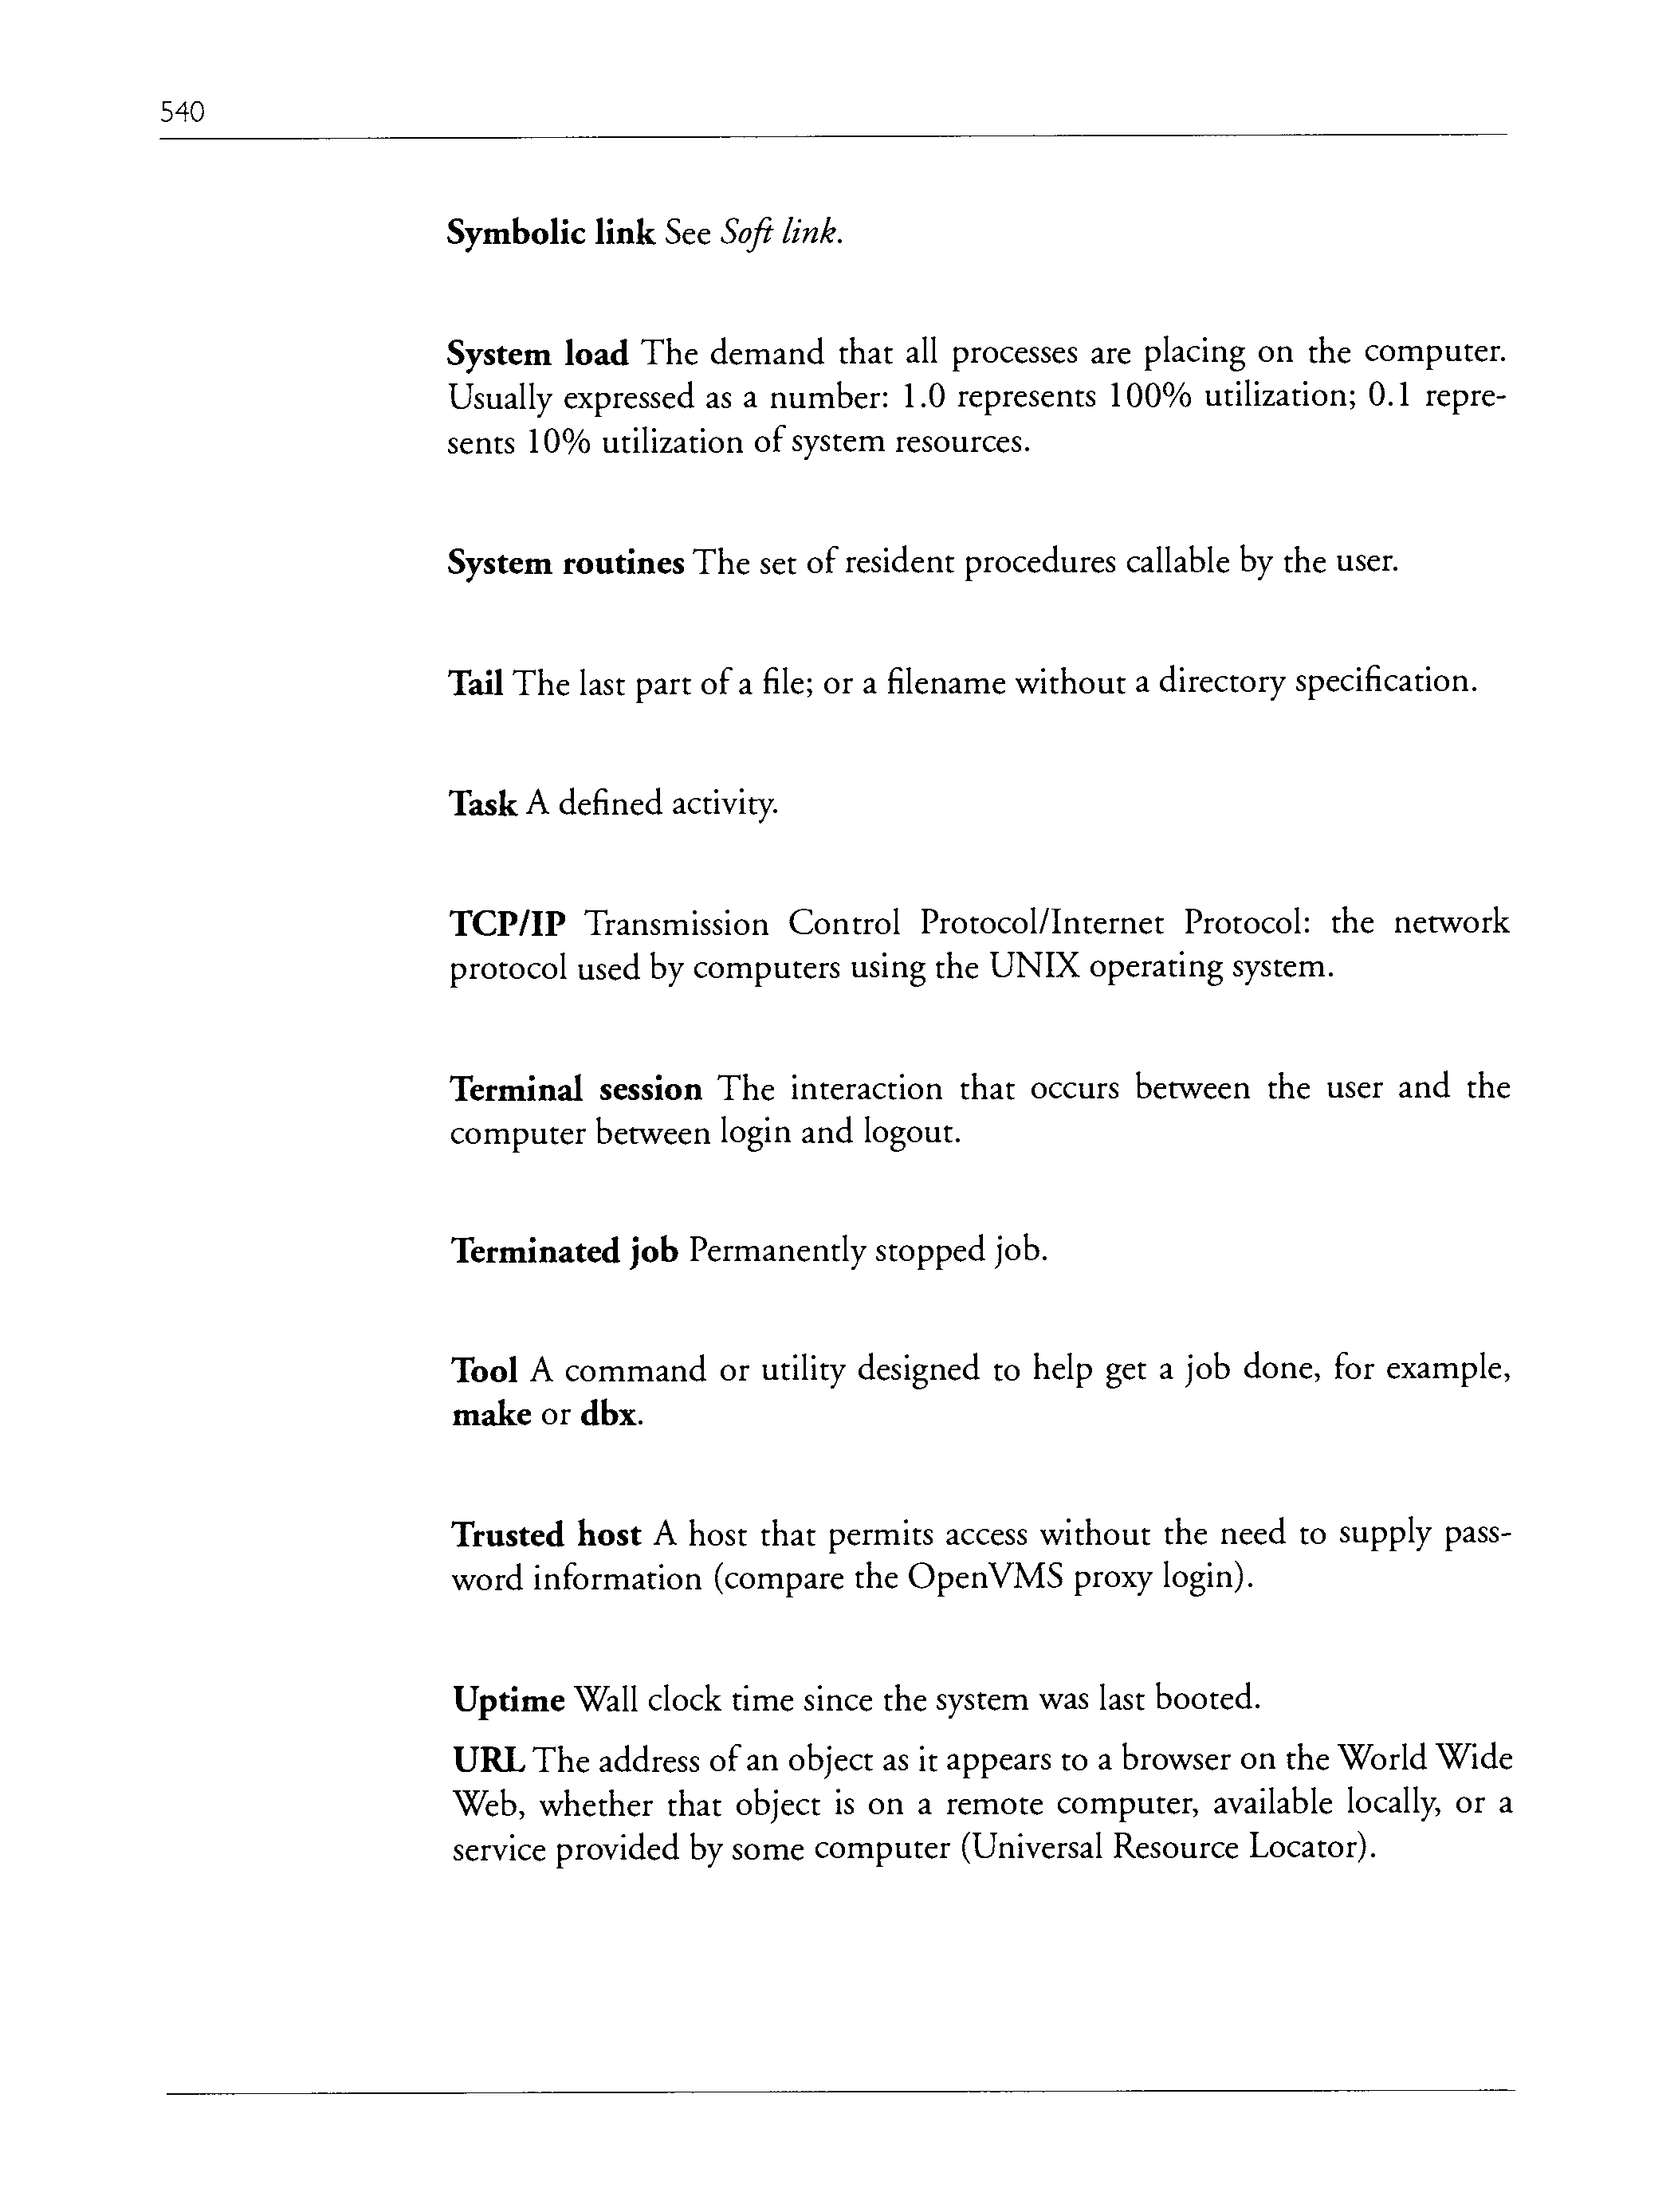 540
Symbolic link See Soft link.
System load The demand that all processes are placing on the computer.
Usually expressed as a number: 1.0 represents 100% utilization; 0.1 repre-
sents 10% utilization of system resources.
System routines The set of resident procedures callable by the user.
Tail The last part of a file; or a filename without a directory specification.
Task A defined activity.
TCP/IP Transmission Control Protocol/Internet Protocol: the network
protocol used by computers using the UNIX operating system.
Terminal session The interaction that occurs between the user and the
computer between login and logout.
Terminated job Permanently stopped job.
Tool A command or utility designed to help get a job done, for example,
make or dbx.
Trusted host A host that permits access without the need to supply pass-
word information (compare the OpenVMS proxy login).
Uptime Wall clock time since the system was last booted.
URL The address of an object as it appears to a browser on the World Wide
Web, whether that object is on a remote computer, available locally, or a
service provided by some computer (Universal Resource Locator).